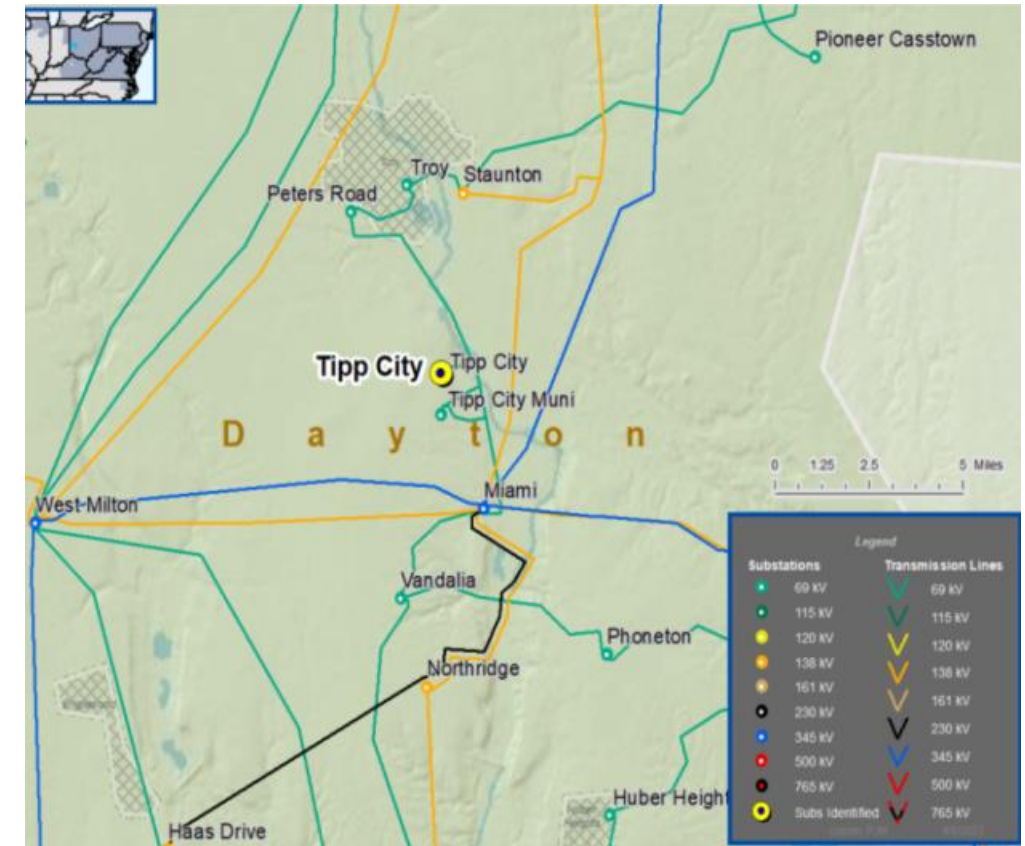 Pioneer Casstown
Troy
Staunton
Peters Road
Tipp City
Tipp City
Tipp City Muni
Dayton
0 1.25 2.5 5 Miles
West Milton
Miami
Vandalia
Phoneton
Northridge
Huber Height
Haas Drive
Legend
Substations
69 kV
115 kV
120 kV
138 kV
161 kV
230 kV
345 kV
500 kV
765 kV
Subs Identified
Transmission Lines
69 kV
115 kV
120 kV
138 kV
161 kV
230 kV
345 kV
500 kV
765 kV